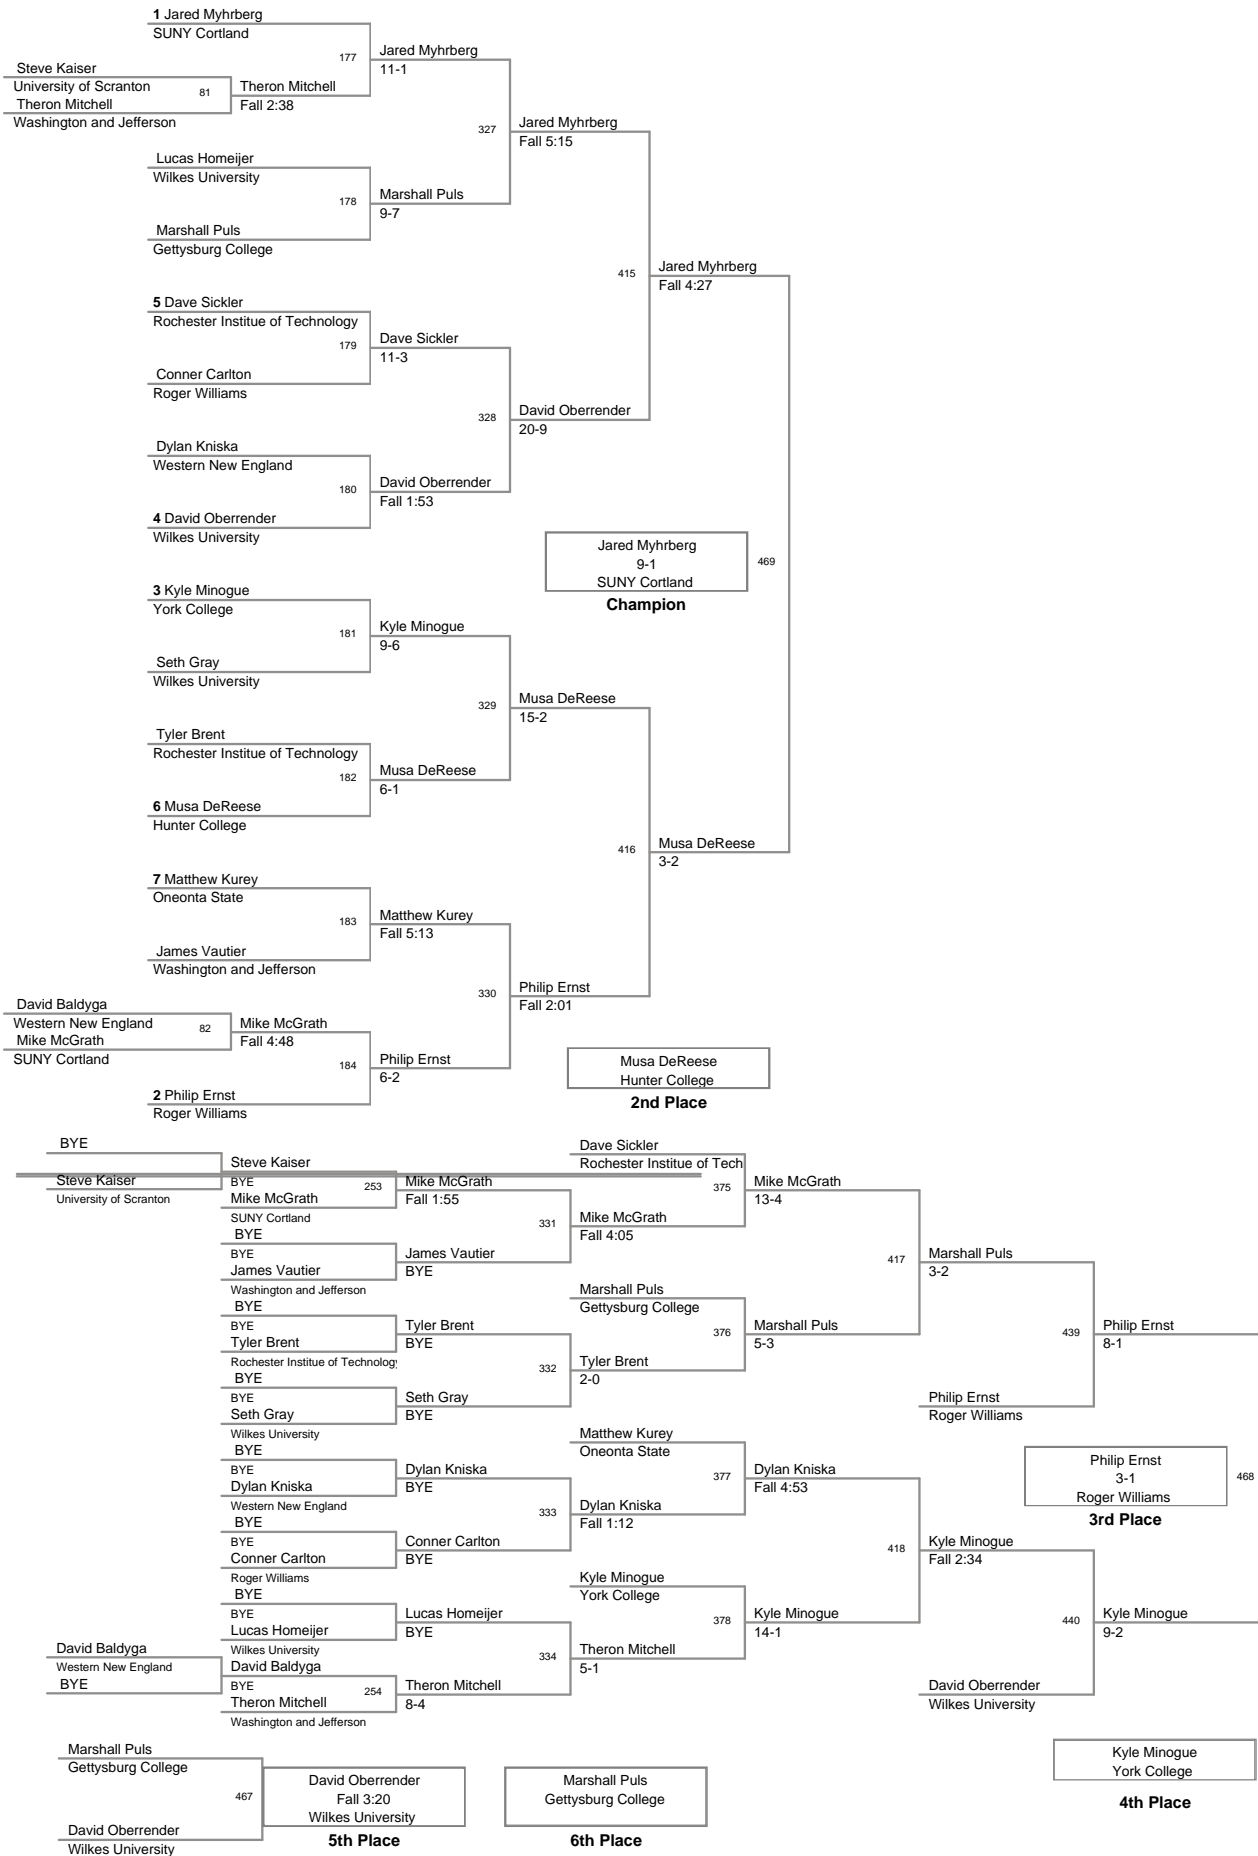 1 Jared Myhrberg
SUNY Cortland
177
Jared Myhrberg
11-1
Steve Kaiser
University of Scranton
81
Theron Mitchell
Washington and Jefferson
Theron Mitchell
Fall 2:38
327
Jared Myhrberg
Fall 5:15
Lucas Homeijer
Wilkes University
178
Marshall Puls
9-7
Marshall Puls
Gettysburg College
415
Jared Myhrberg
Fall 4:27
5 Dave Sickler
Rochester Institue of Technology
179
Dave Sickler
11-3
Conner Carlton
Roger Williams
328
David Oberrender
20-9
Dylan Kniska
Western New England
180
David Oberrender
Fall 1:53
4 David Oberrender
Wilkes University
Jared Myhrberg
9-1
SUNY Cortland
469
Champion
3 Kyle Minogue
York College
181
Kyle Minogue
9-6
Seth Gray
Wilkes University
329
Musa DeReese
15-2
Tyler Brent
Rochester Institue of Technology
182
Musa DeReese
6-1
6 Musa DeReese
Hunter College
416
Musa DeReese
3-2
7 Matthew Kurey
Oneonta State
183
Matthew Kurey
Fall 5:13
James Vautier
Washington and Jefferson
330
Philip Ernst
Fall 2:01
David Baldyga
Western New England
82
Mike McGrath
SUNY Cortland
Mike McGrath
Fall 4:48
184
Philip Ernst
6-2
2 Philip Ernst
Roger Williams
Musa DeReese
Hunter College
2nd Place
BYE
Steve Kaiser
University of Scranton
Steve Kaiser
BYE
253
Mike McGrath
SUNY Cortland
Mike McGrath
Fall 1:55
331
Mike McGrath
Fall 4:05
Dave Sickler
Rochester Institue of Tech
375
Mike McGrath
13-4
BYE
BYE
James Vautier
Washington and Jefferson
James Vautier
BYE
417
Marshall Puls
3-2
BYE
BYE
Tyler Brent
Rochester Institue of Technology
Tyler Brent
BYE
332
Tyler Brent
2-0
Marshall Puls
Gettysburg College
376
Marshall Puls
5-3
439
Philip Ernst
8-1
BYE
BYE
Seth Gray
Wilkes University
Seth Gray
BYE
Philip Ernst
Roger Williams
BYE
BYE
Dylan Kniska
Western New England
Dylan Kniska
BYE
333
Dylan Kniska
Fall 1:12
Matthew Kurey
Oneonta State
377
Dylan Kniska
Fall 4:53
Philip Ernst
3-1
Roger Williams
468
3rd Place
BYE
BYE
Conner Carlton
Roger Williams
Conner Carlton
BYE
418
Kyle Minogue
Fall 2:34
BYE
BYE
Lucas Homeijer
Wilkes University
Lucas Homeijer
BYE
334
Theron Mitchell
5-1
Kyle Minogue
York College
378
Kyle Minogue
14-1
440
Kyle Minogue
9-2
David Baldyga
Western New England
BYE
David Baldyga
BYE
254
Theron Mitchell
Washington and Jefferson
Theron Mitchell
8-4
David Oberrender
Wilkes University
Marshall Puls
Gettysburg College
467
David Oberrender
Wilkes University
David Oberrender
Fall 3:20
Wilkes University
5th Place
Marshall Puls
Gettysburg College
6th Place
Kyle Minogue
York College
4th Place